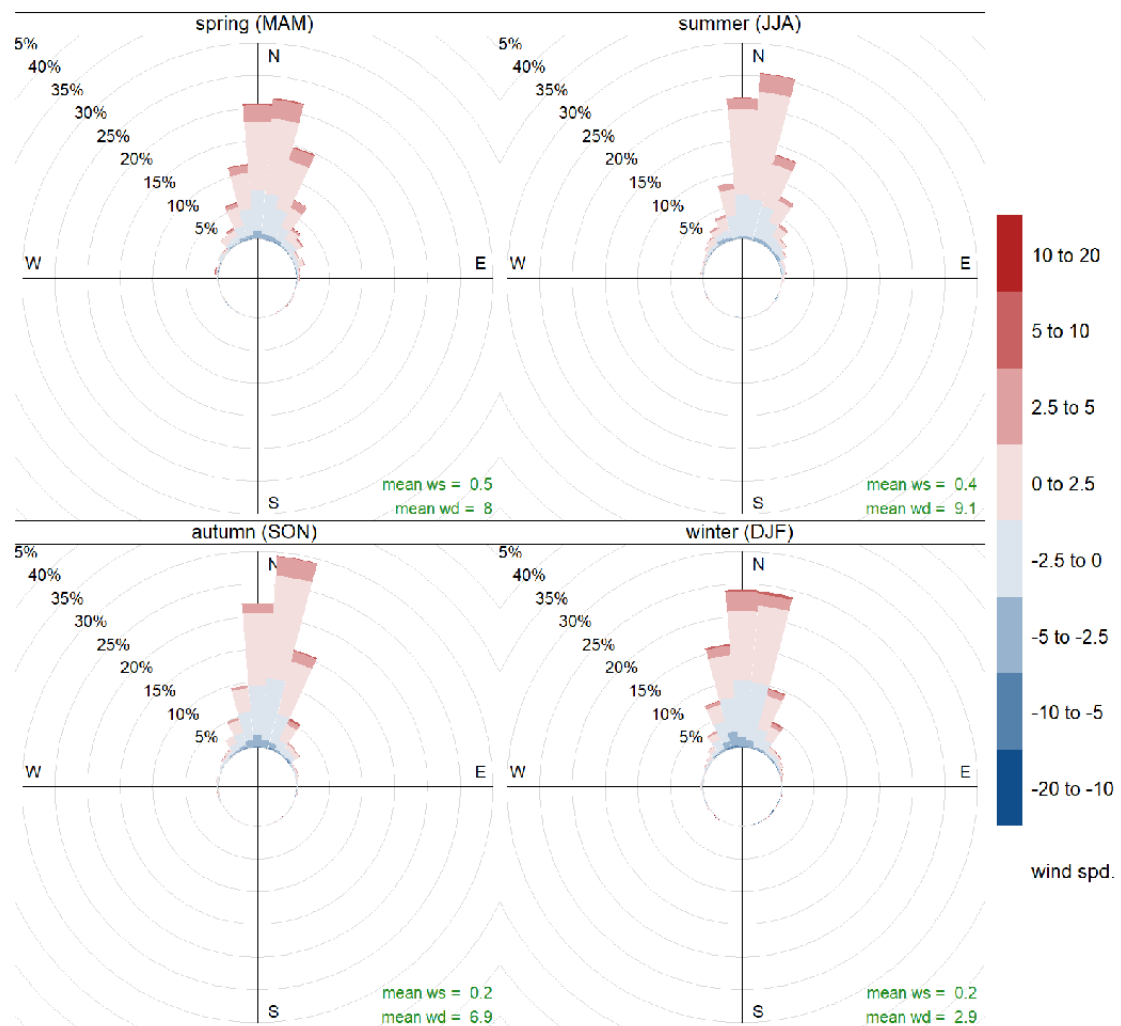 spring (MAM)
5%
40%
35%
30%
25%
20%
15%
10%
5%
N
W
E
S
mean ws = 0.5
mean wd = 8
summer (JJA)
5%
40%
35%
30%
25%
20%
15%
10%
5%
N
W
E
S
mean ws = 0.4
mean wd = 9.1
autumn (SON)
5%
40%
35%
30%
25%
20%
15%
10%
5%
N
W
E
S
mean ws = 0.2
mean wd = 6.9
winter (DJF)
5%
40%
35%
30%
25%
20%
15%
10%
5%
N
W
E
S
mean ws = 0.2
mean wd = 2.9
10 to 20
5 to 10
2.5 to 5
0 to 2.5
-2.5 to 0
-5 to -2.5
-10 to -5
-20 to -10
wind spd.